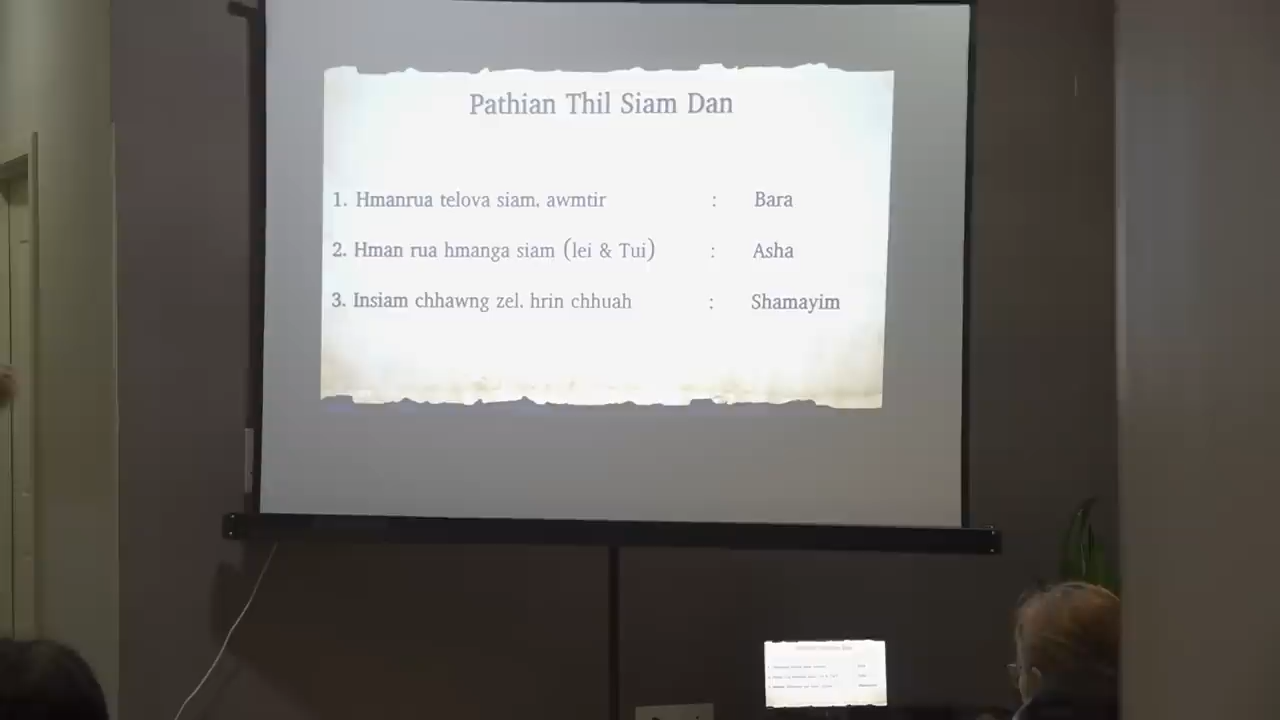 Pathian Thil Siam Dan
1. Hmanrua telova siam, awmtir : Bara
2. Hman rua hmanga siam (lei & Tui) : Asha
3. Insiam chhawng zel. hrin chhuah : Shamayim